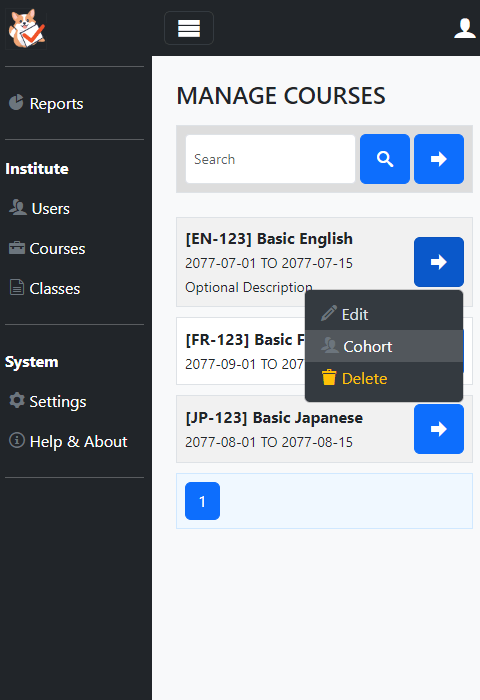 Reports
Institute
Users
Courses
Classes
System
Settings
Help & About
MANAGE COURSES
Search
[EN-123] Basic English
2077-07-01 TO 2077-07-15
Optional Description
Edit
Cohort
Delete
[FR-123] Basic F
2077-09-01 TO 2077-09-
[JP-123] Basic Japanese
2077-08-01 TO 2077-08-15
1